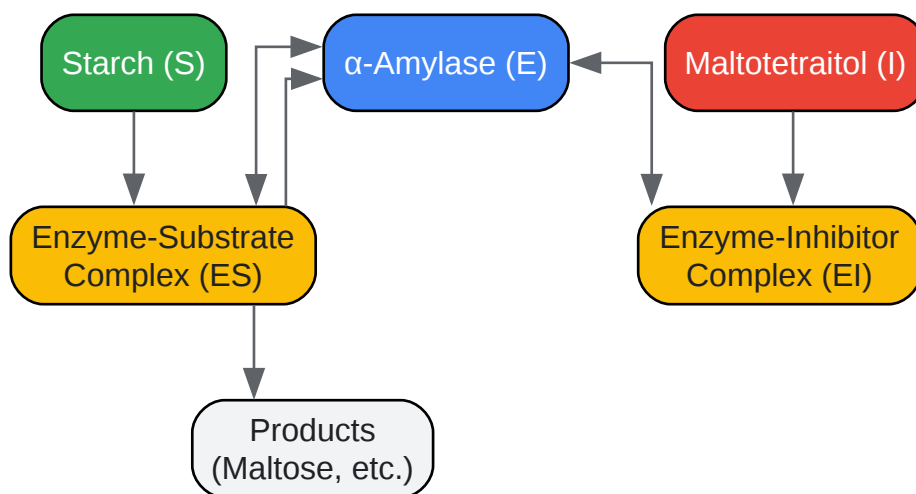 Starch (S)
α-Amylase (E)
Maltotetraitol (I)
Enzyme-Substrate
Complex (ES)
Enzyme-Inhibitor
Complex (EI)
Products
(Maltose, etc.)